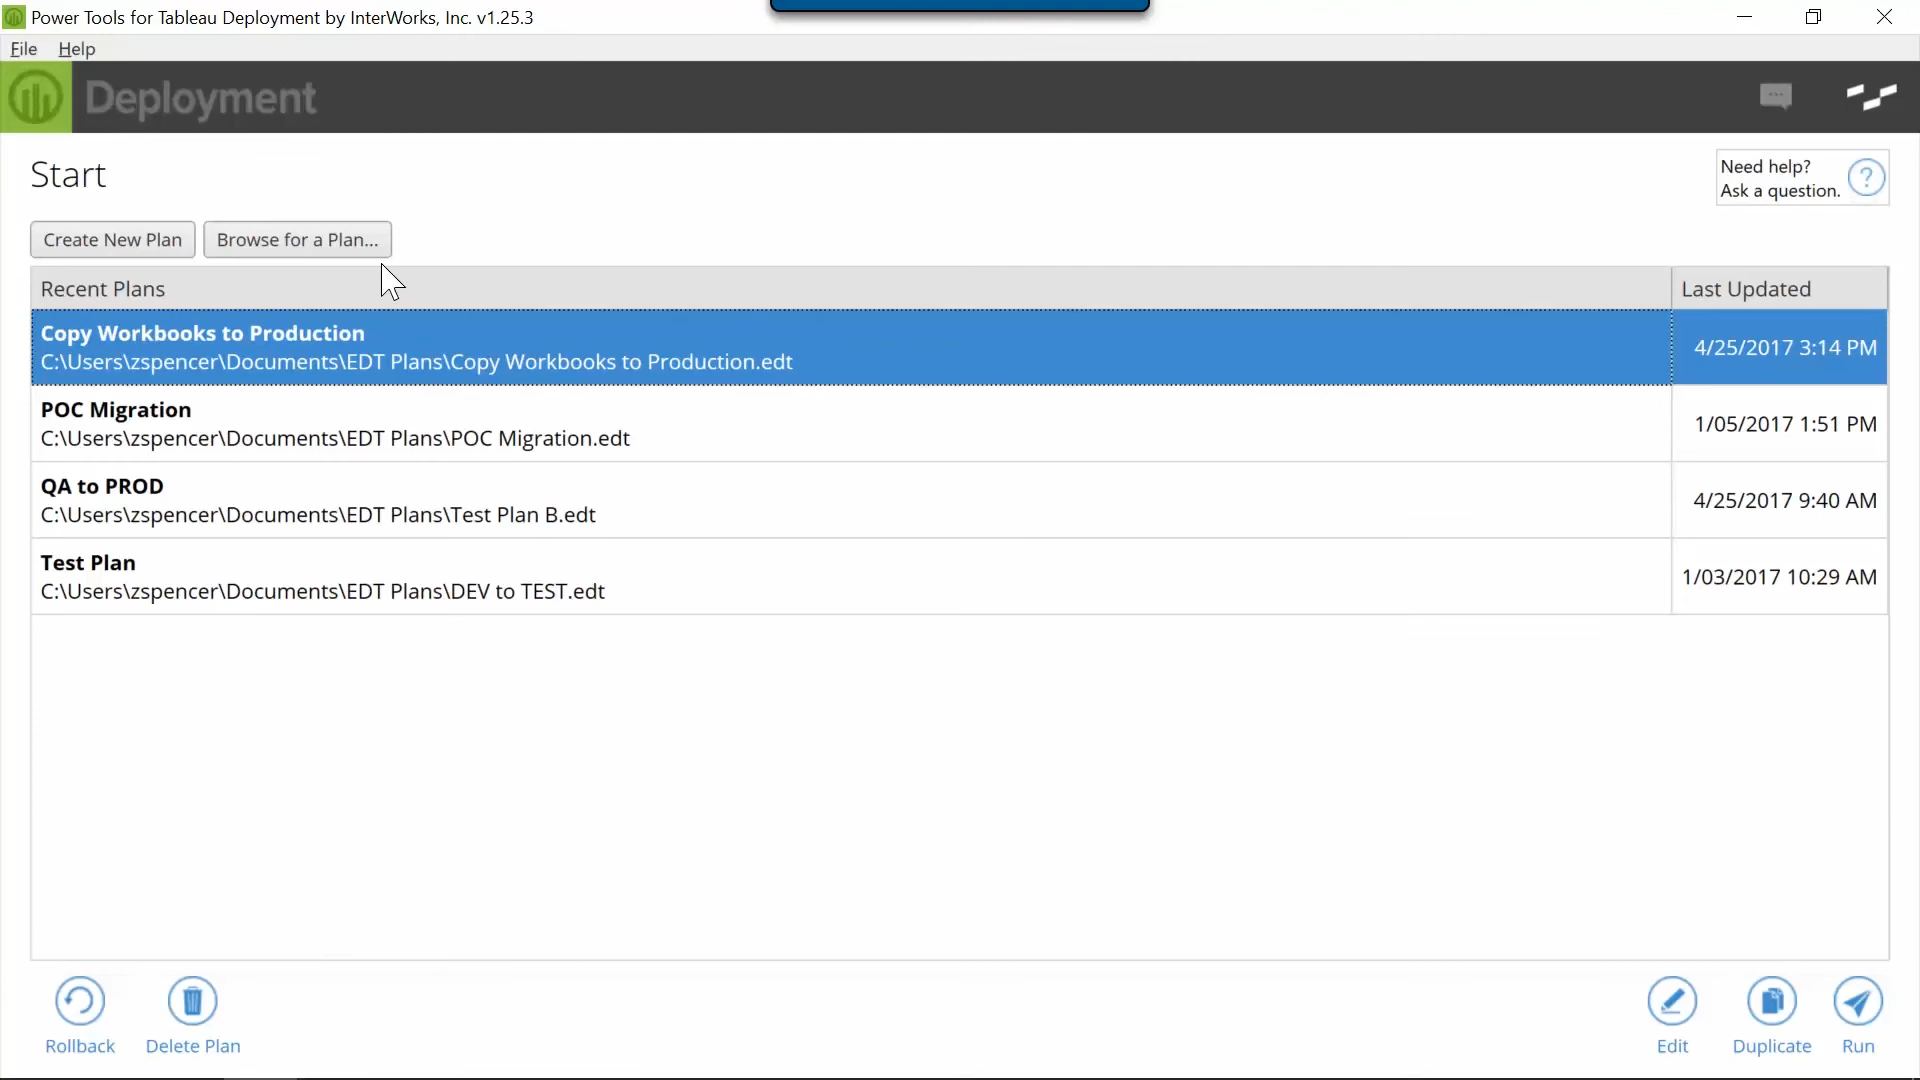 Power Tools for Tableau Deployment by InterWorks, Inc. v1.25.3
File Help
Deployment
Start
Need help?
Ask a question.
?
Create New Plan Browse for a Plan...
Recent Plans Last Updated
Copy Workbooks to Production
C:\Users\zspencer\Documents\EDT Plans\Copy Workbooks to Production.edt
4/25/2017 3:14 PM
POC Migration
C:\Users\zspencer\Documents\EDT Plans\POC Migration.edt
1/05/2017 1:51 PM
QA to PROD
C:\Users\zspencer\Documents\EDT Plans\Test Plan B.edt
4/25/2017 9:40 AM
Test Plan
C:\Users\zspencer\Documents\EDT Plans\DEV to TEST.edt
1/03/2017 10:29 AM
Rollback Delete Plan Edit Duplicate Run